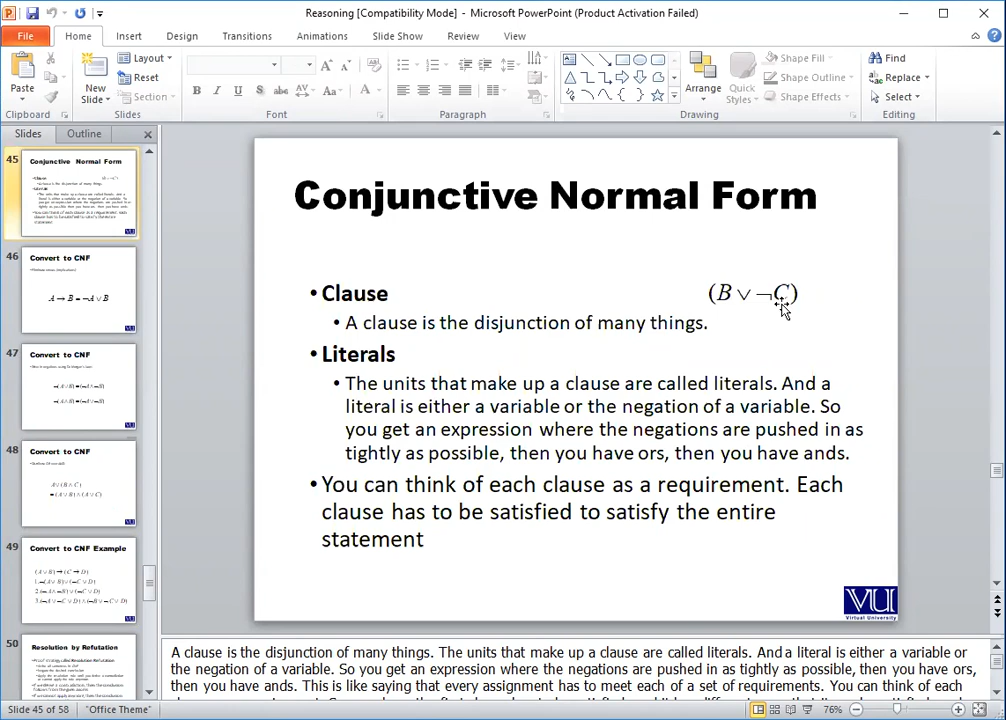 Reasoning [Compatibility Mode] - Microsoft PowerPoint (Product Activation Failed)
File Home Insert Design Transitions Animations Slide Show Review View
Paste
Clipboard
New Slide
Layout
Reset
Section
Slides
B I U S abc AV Aa A
Font
Paragraph
Arrange
Quick Styles
Shape Fill
Shape Outline
Shape Effects
Drawing
Find
Replace
Select
Editing
Slides Outline
45
Conjunctive Normal Form
46
Convert to CNF
A → B = ¬A ∨ B
47
Convert to CNF
¬(A ∨ B) = (¬A ∧ ¬B)
¬(A ∧ B) = (¬A ∨ ¬B)
48
Convert to CNF
A ∨ (B ∧ C)
= (A ∨ B) ∧ (A ∨ C)
49
Convert to CNF Example
(A ∨ B) → (C → D)
1.¬(A ∨ B) ∨ (¬C ∨ D)
2.(¬A ∧ ¬B) ∨ (¬C ∨ D)
3.(¬A ∨ ¬C ∨ D) ∧ (¬B ∨ ¬C ∨ D)
50
Resolution by Refutation
Conjunctive Normal Form
• Clause (B ∨ ¬C)
• A clause is the disjunction of many things.
• Literals
• The units that make up a clause are called literals. And a
literal is either a variable or the negation of a variable. So
you get an expression where the negations are pushed in as
tightly as possible, then you have ors, then you have ands.
• You can think of each clause as a requirement. Each
clause has to be satisfied to satisfy the entire
statement
VU
Virtual University
A clause is the disjunction of many things. The units that make up a clause are called literals. And a literal is either a variable or
the negation of a variable. So you get an expression where the negations are pushed in as tightly as possible, then you have ors,
then you have ands. This is like saying that every assignment has to meet each of a set of requirements. You can think of each
Slide 45 of 58 "Office Theme" 76%